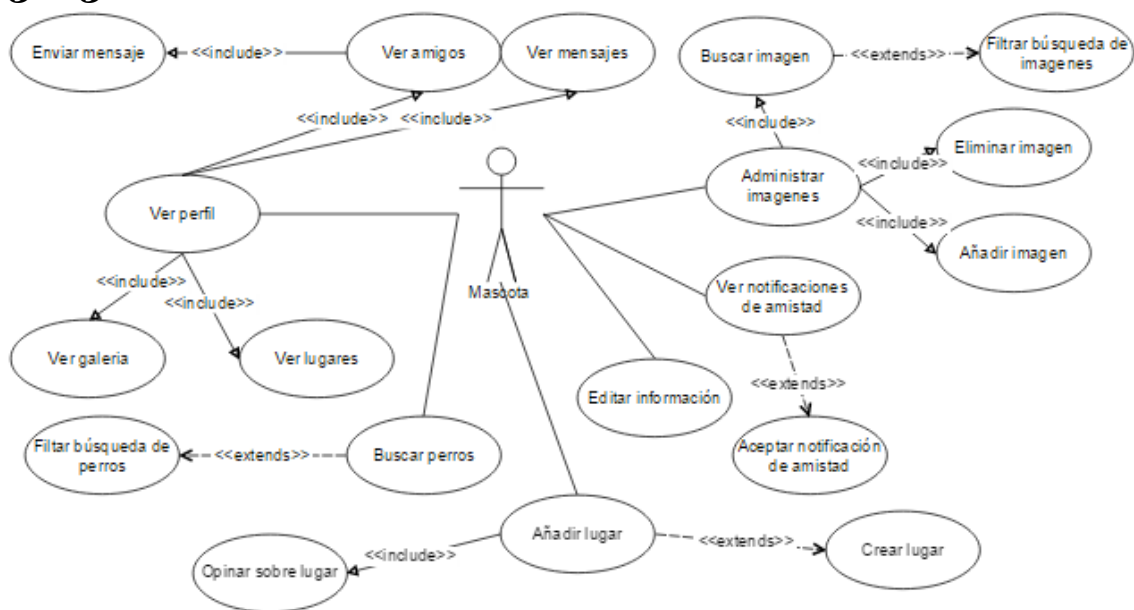 Enviar mensaje
<<include>>
Ver amigos
Ver mensajes
Buscar imagen
<<extends>>
Filtrar búsqueda de
imagenes
<<include>>
<<include>>
<<include>>
Administrar
imagenes
<<include>>
Eliminar imagen
<<include>>
Añadir imagen
Ver perfil
Mascota
<<include>>
<<include>>
Ver notificaciones
de amistad
Ver galeria
Ver lugares
<<extends>>
Editar información
Filtar búsqueda de
perros
<<extends>>
Buscar perros
Aceptar notificación
de amistad
Añadir lugar
<<extends>>
Crear lugar
<<include>>
Opinar sobre lugar